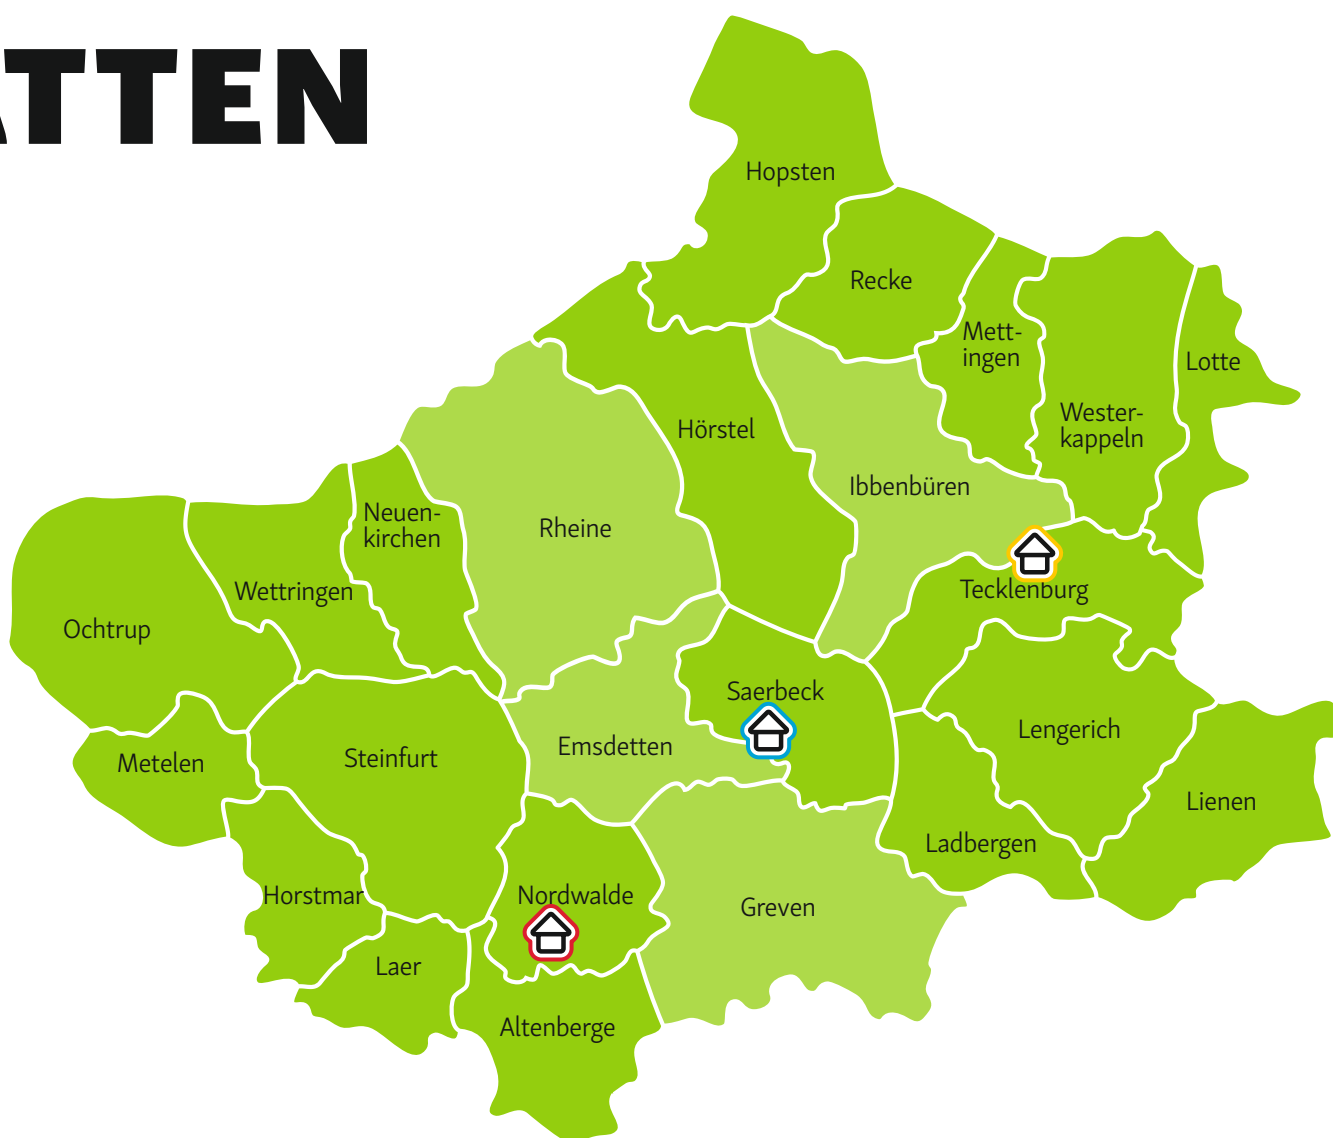 ATTEN
Hopsten
Recke
Mett-
ingen
Lotte
Wester-
kappeln
Hörstel
Ibbenbüren
Neuen-
kirchen
Rheine
Wettringen
Tecklenburg
Ochtrup
Saerbeck
Lengerich
Emsdetten
Steinfurt
Metelen
Lienen
Ladbergen
Horstmar
Nordwalde
Greven
Laer
Altenberge